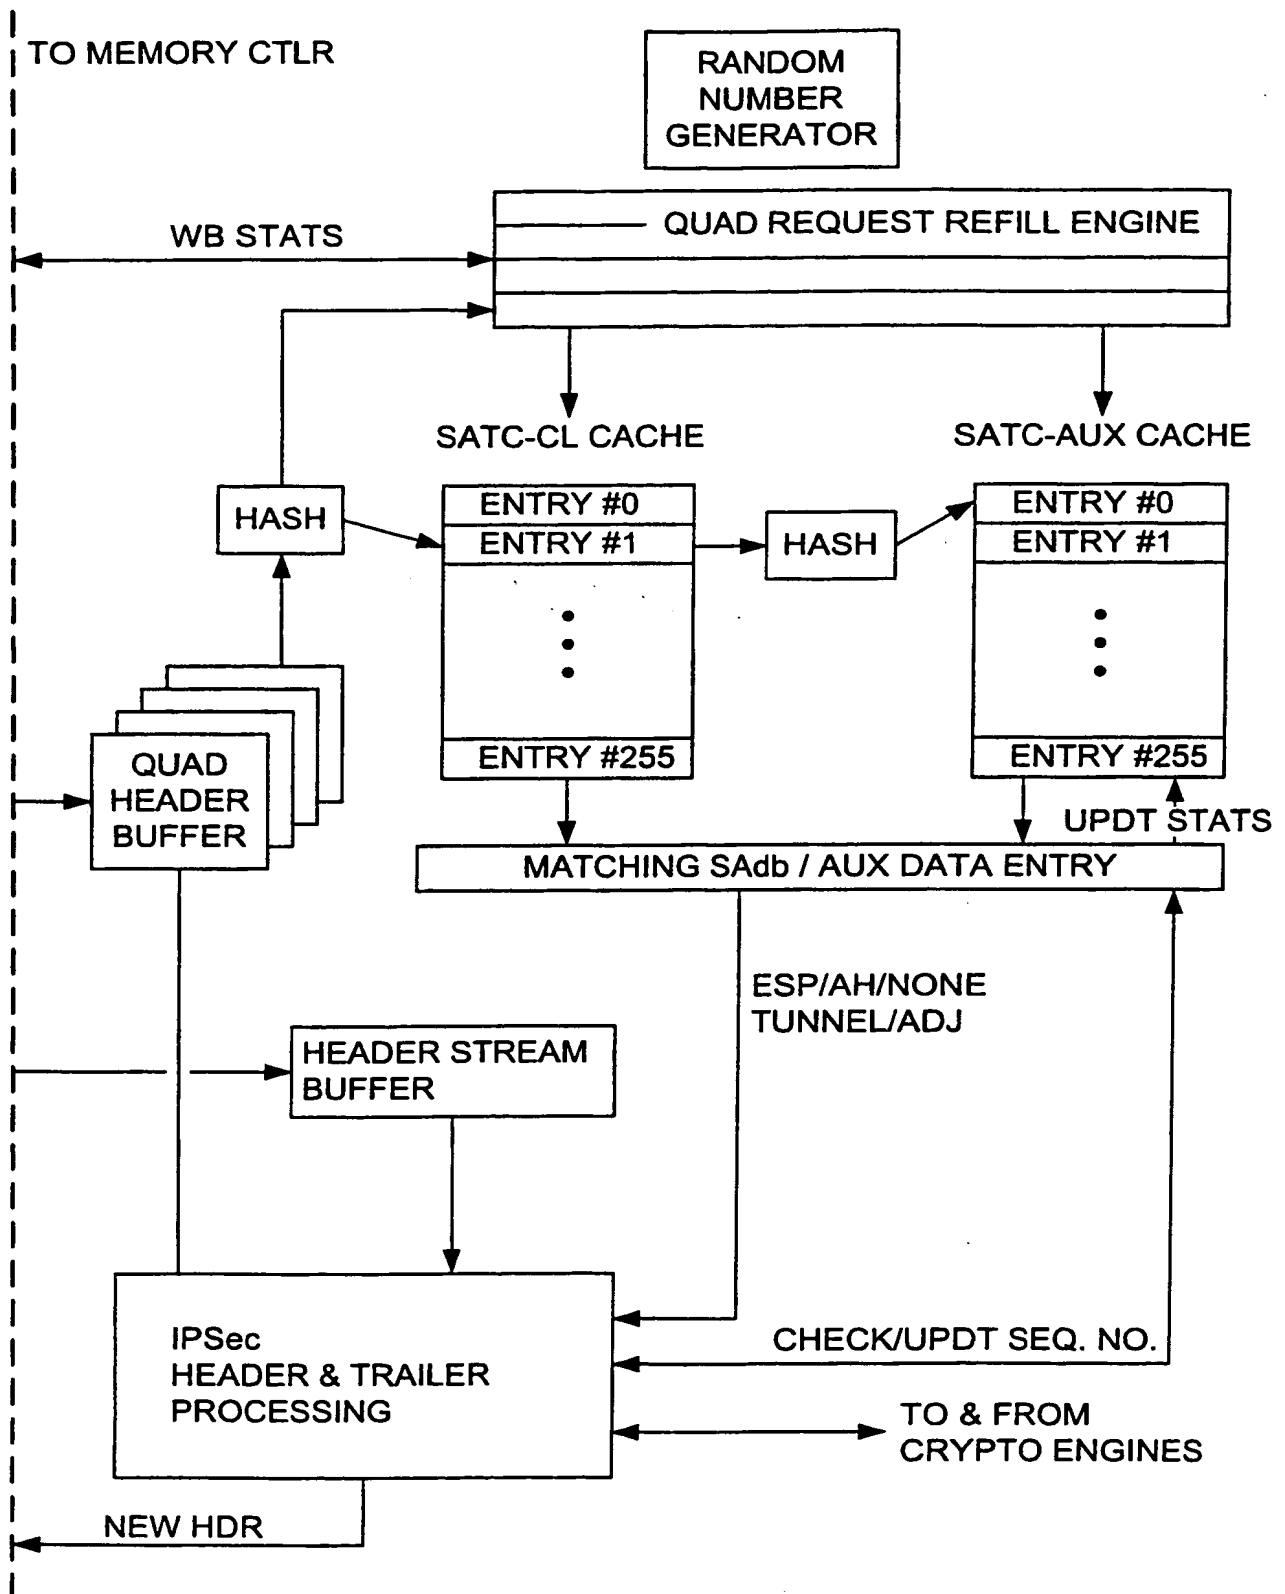 TO MEMORY CTLR
RANDOM
NUMBER
GENERATOR
QUAD REQUEST REFILL ENGINE
WB STATS
SATC-CL CACHE
SATC-AUX CACHE
HASH
ENTRY #0
ENTRY #1
ENTRY #255
HASH
ENTRY #0
ENTRY #1
ENTRY #255
QUAD
HEADER
BUFFER
UPDT STATS
MATCHING SAdb / AUX DATA ENTRY
ESP/AH/NONE
TUNNEL/ADJ
HEADER STREAM
BUFFER
IPSec
HEADER & TRAILER
PROCESSING
CHECK/UPDT SEQ. NO.
TO & FROM
CRYPTO ENGINES
NEW HDR